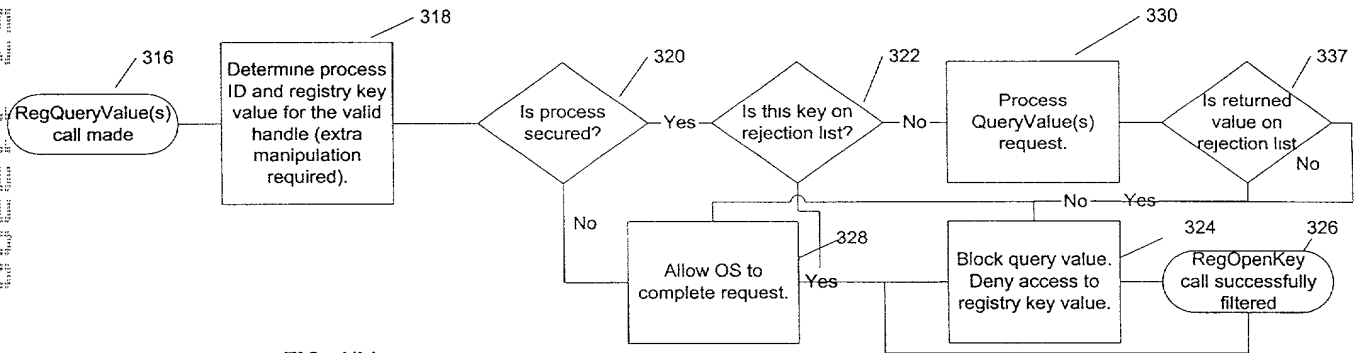 316
RegQueryValue(s)
call made
318
Determine process
ID and registry key
value for the valid
handle (extra
manipulation
required).
320
Is process
secured?
Yes
No
322
Is this key on
rejection list?
No
Yes
330
Process
QueryValue(s)
request.
337
Is returned
value on
rejection list
No
No
Yes
328
Allow OS to
complete request.
324
Block query value.
Deny access to
registry key value.
326
RegOpenKey
call successfully
filtered